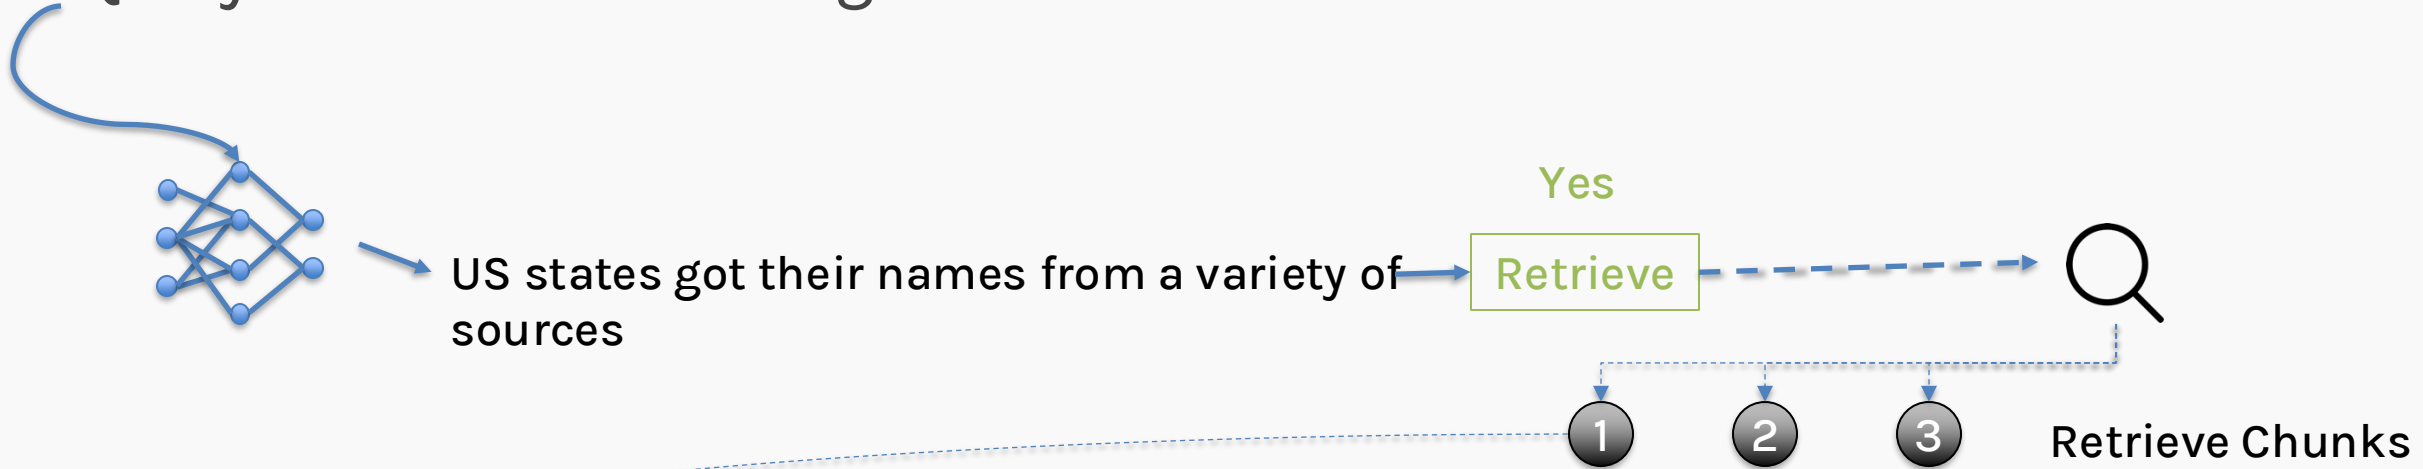 Yes
US states got their names from a variety of
sources
Retrieve
1 2 3 Retrieve Chunks